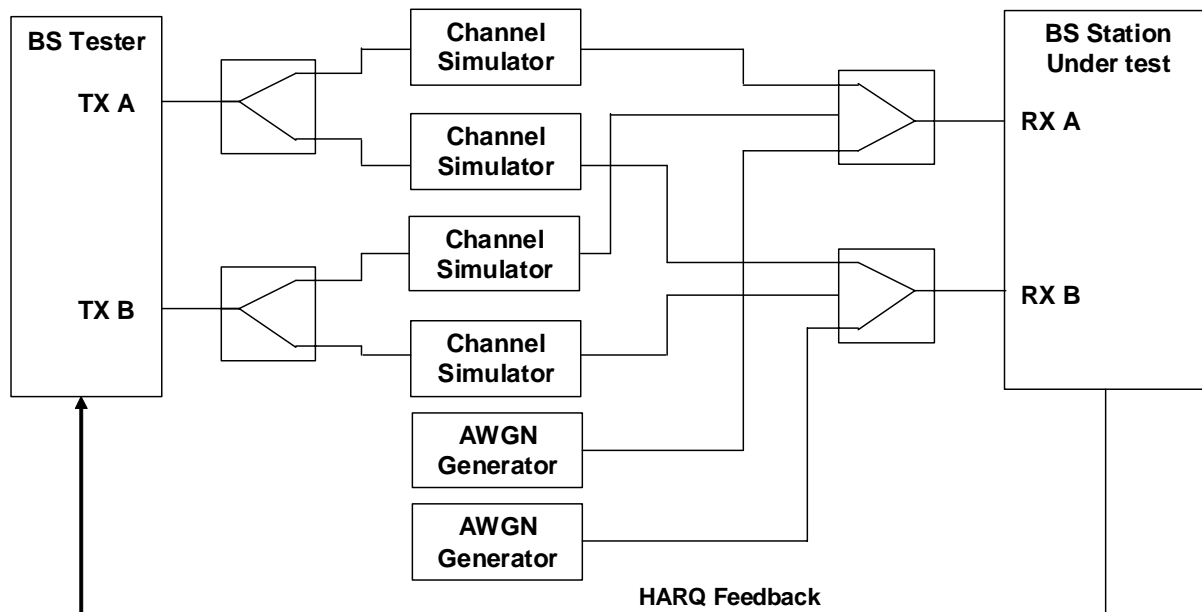 BS Tester
TX A
TX B
Channel
Simulator
Channel
Simulator
Channel
Simulator
Channel
Simulator
AWGN
Generator
AWGN
Generator
BS Station
Under test
RX A
RX B
HARQ Feedback